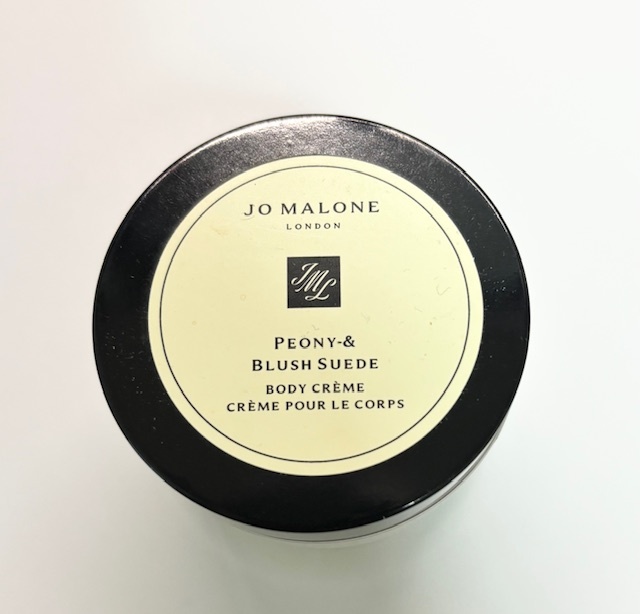 JO MALONE
LONDON
JML
PEONY-&
BLUSH SUEDE
BODY CRÈME
CRÈME POUR LE CORPS